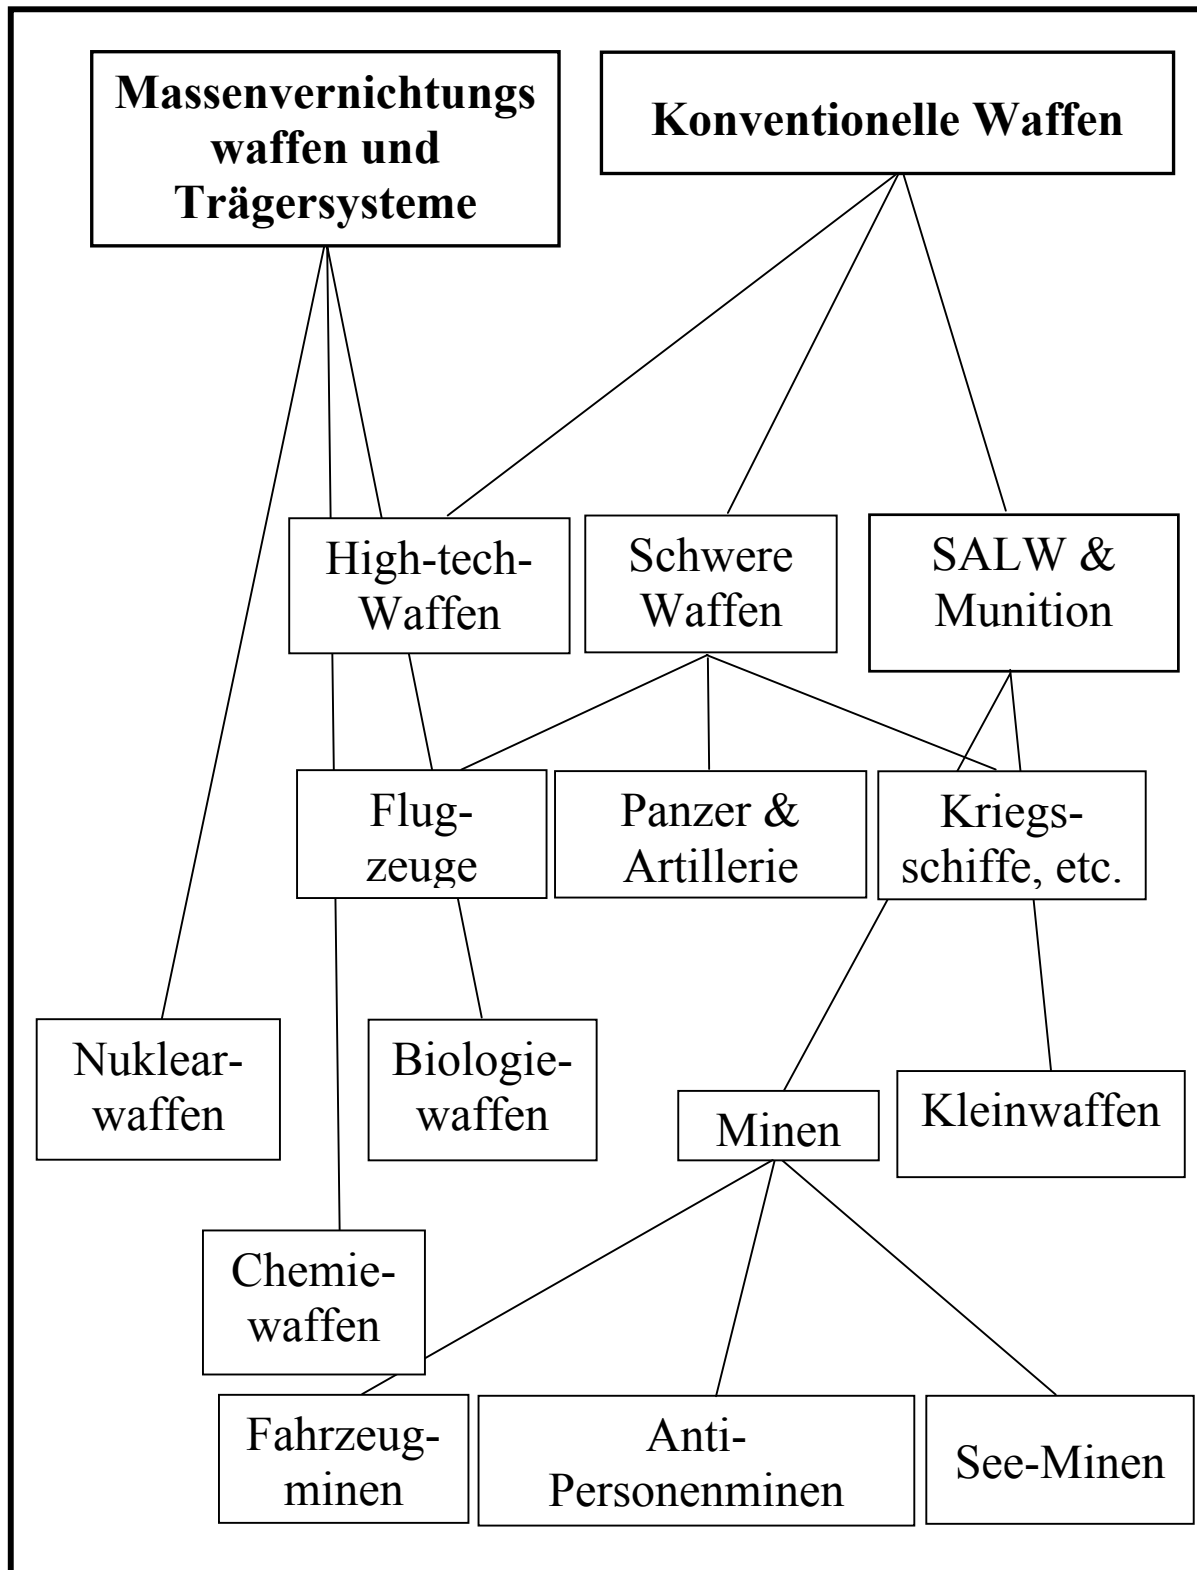 Massenvernichtungs
waffen und
Trägersysteme
Konventionelle Waffen
High-tech-
Waffen
Schwere
Waffen
SALW &
Munition
Flug-
zeuge
Panzer &
Artillerie
Kriegs-
schiffe, etc.
Nuklear-
waffen
Biologie-
waffen
Minen
Kleinwaffen
Chemie-
waffen
Fahrzeug-
minen
Anti-
Personenminen
See-Minen